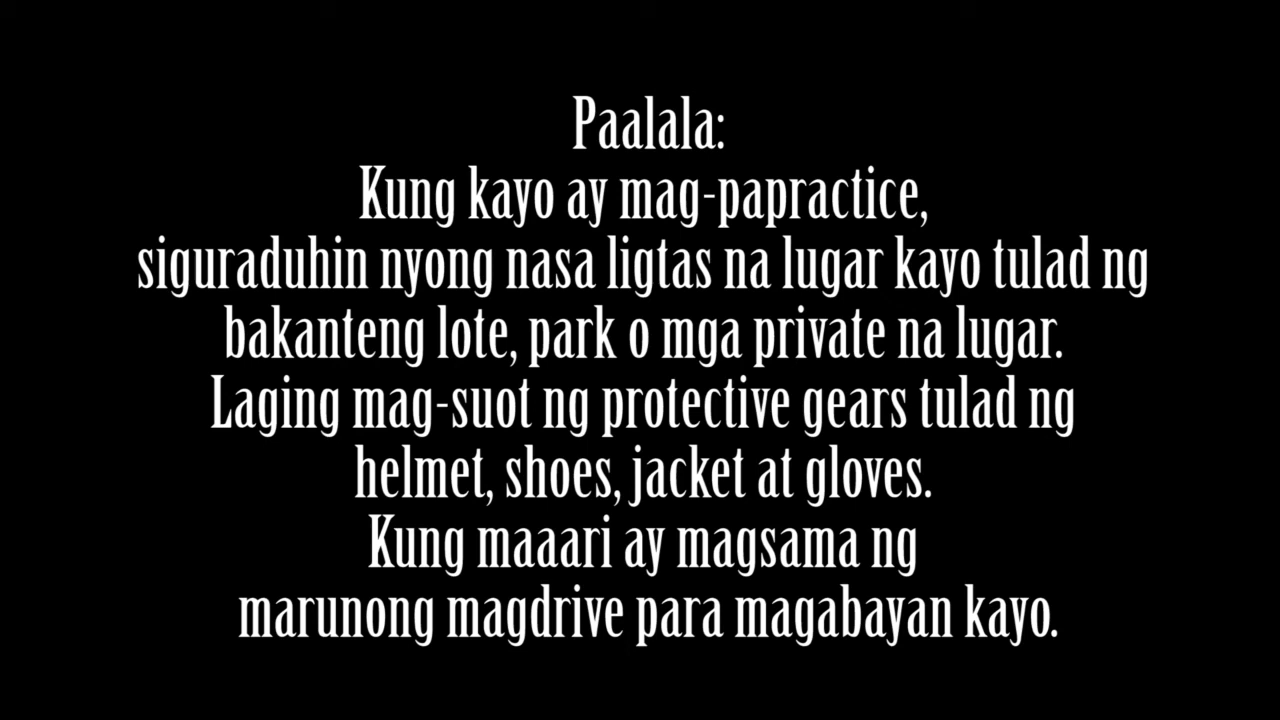 Paalala:
Kung kayo ay mag-papractice,
siguraduhin nyong nasa ligtas na lugar kayo tulad ng
bakanteng lote, park o mga private na lugar.
Laging mag-suot ng protective gears tulad ng
helmet, shoes, jacket at gloves.
Kung maaari ay magsama ng
marunong magdrive para magabayan kayo.